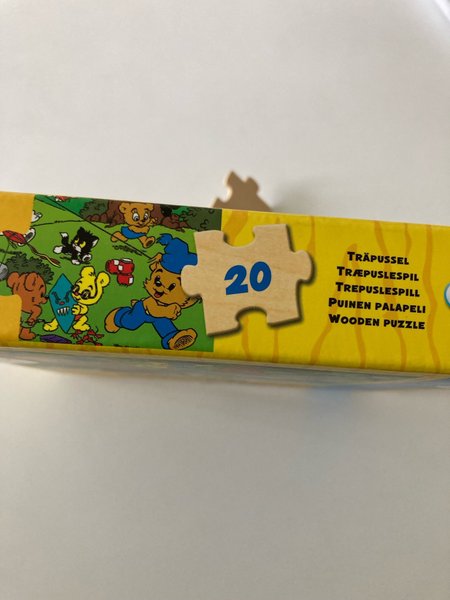 20
TRÄPUSSEL
TRÆPUSLESPIL
TREPUSLESPILL
PUINEN PALAPELI
WOODEN PUZZLE